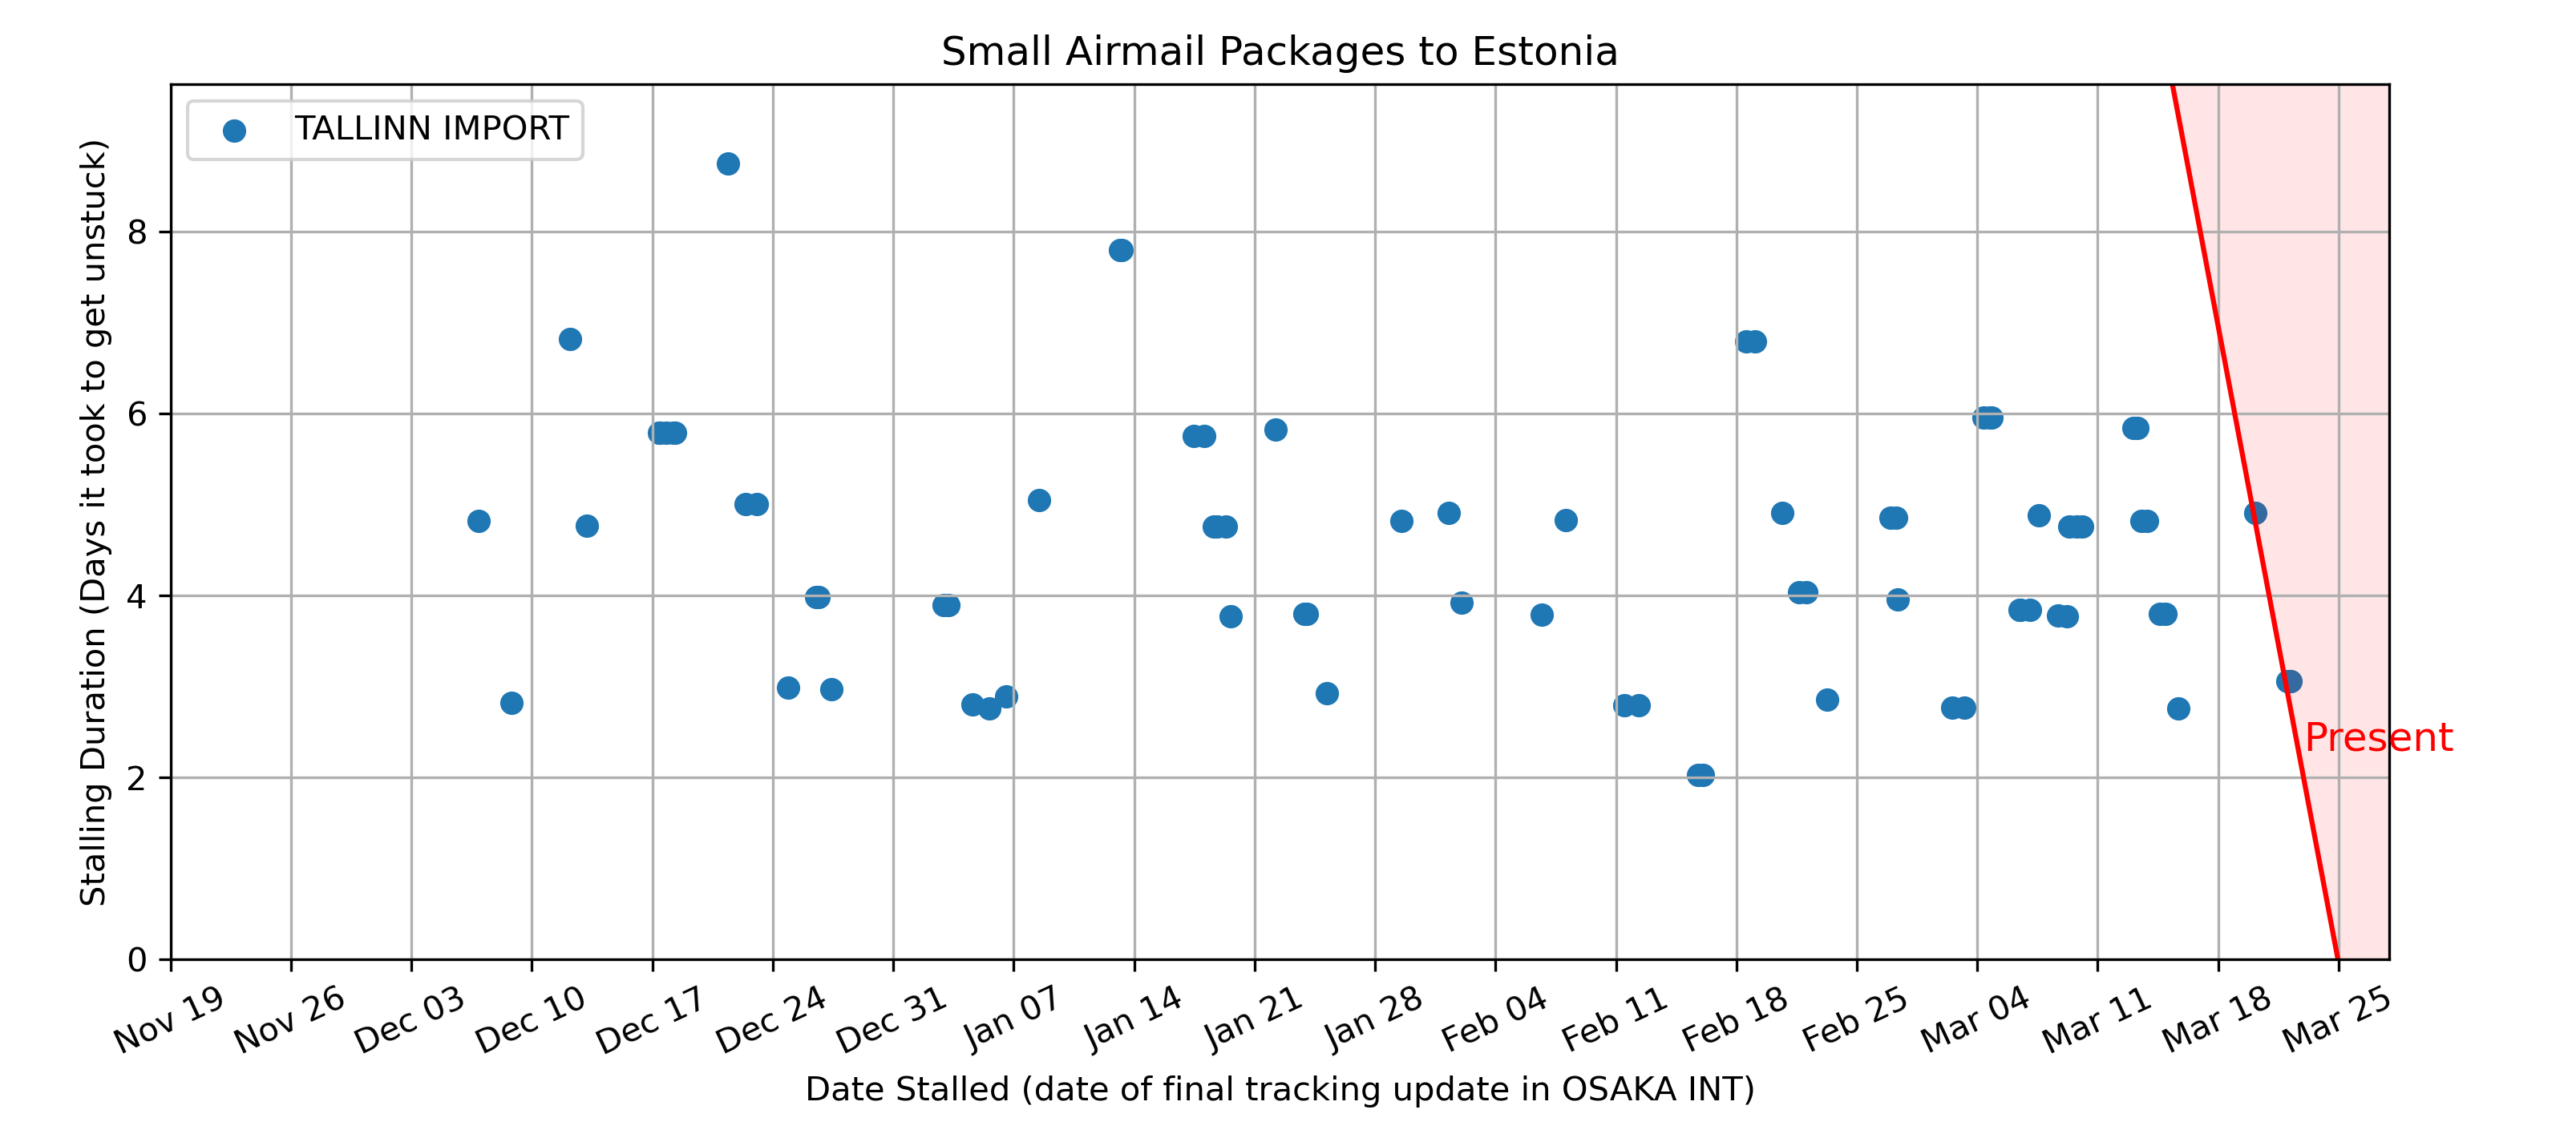 Small Airmail Packages to Estonia
TALLINN IMPORT
Stalling Duration (Days it took to get unstuck)
8
6
4
2
0
Present
Nov 19
Nov 26
Dec 03
Dec 10
Dec 17
Dec 24
Dec 31
Jan 07
Jan 14
Jan 21
Jan 28
Feb 04
Feb 11
Feb 18
Feb 25
Mar 04
Mar 11
Mar 18
Mar 25
Date Stalled (date of final tracking update in OSAKA INT)